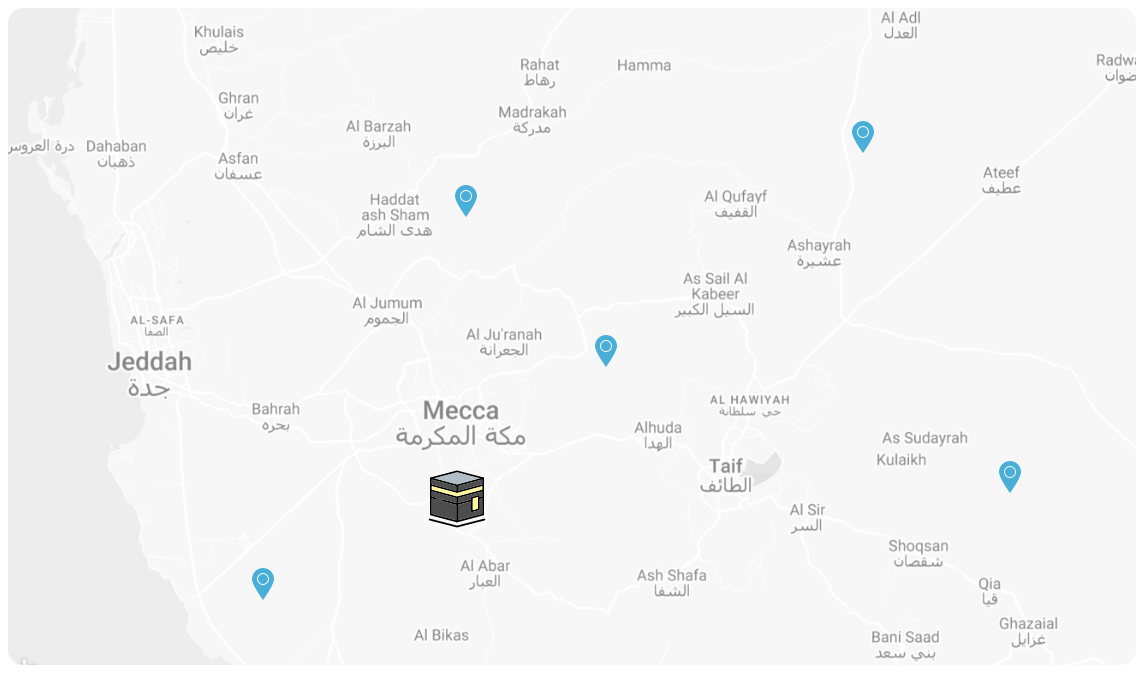 Khulais
خليص
Al Adl
العدل
Rahat
رهاط
Hamma
Ghran
غران
Madrakah
مدركة
Al Barzah
البرزة
درة العروس
Dahaban
ذهبان
Asfan
عسفان
Ateef
عطيف
Haddat
ash Sham
هدى الشام
Al Qufayf
القفيف
Ashayrah
عشيرة
As Sail Al
Kabeer
السيل الكبير
Al Jumum
الجموم
AL-SAFA
الصفا
Al Ju'ranah
الجعرانة
Jeddah
جدة
Bahrah
بحره
Mecca
مكة المكرمة
AL HAWIYAH
حي سلطانة
Alhuda
الهدا
As Sudayrah
Kulaikh
Taif
الطائف
Al Sir
السر
Shoqsan
شقصان
Al Abar
العبار
Ash Shafa
الشفا
Qia
قيا
Ghazaial
غزايل
Al Bikas
Bani Saad
بني سعد